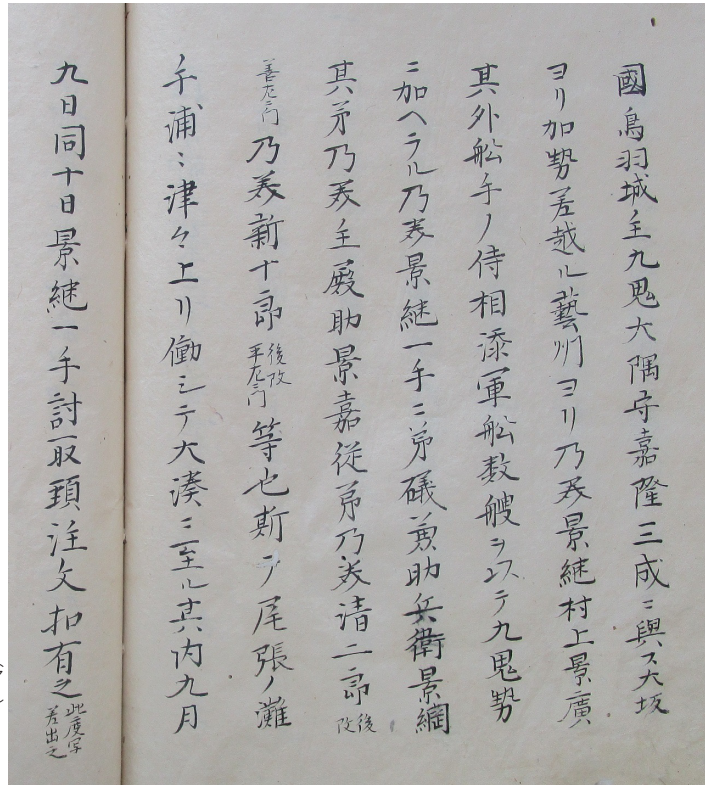 國鳥羽城主九鬼大隅守嘉隆三成ニ與ス大坂
ヨリ加勢差越ル藝州ヨリ乃美景継村上景廣
其外船手ノ侍相添軍船数艘ヲ以テ九鬼勢
ニ加ヘラル乃美景継一手ニ弟礒兼助兵衛景綱
其弟乃美主殿助景嘉従弟乃美清二郎 後改
善左衛門 乃美新十郎 後改平左衛門 等也斯テ尾張ノ灘
ノ手浦ニ津々上リ働シテ大湊ニ至ル其内九月
九日同十日景継一手討取頚注文扣有之 此度写差出之